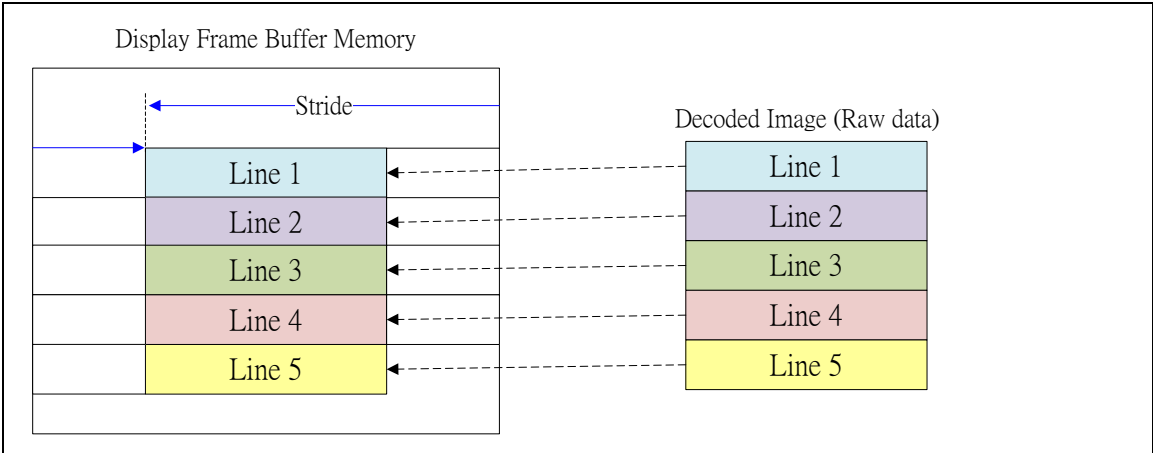 Display Frame Buffer Memory
Stride
Line 1
Line 2
Line 3
Line 4
Line 5
Decoded Image (Raw data)
Line 1
Line 2
Line 3
Line 4
Line 5